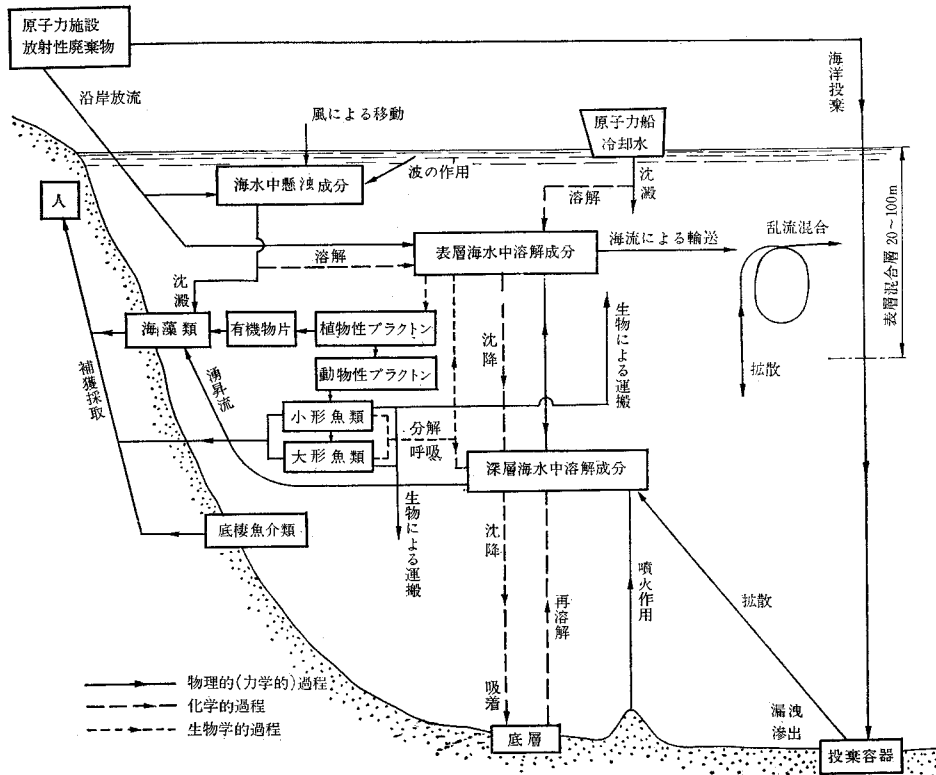 原子力施設
放射性廃棄物
沿岸放流
風による移動
原子力船
冷却水
海洋投棄
人
海水中懸浊成分
波の作用
溶解
沈澱
溶解
表層海水中溶解成分
海流による輸送
乱流混合
表層混合層 20~100m
沈澱
海藻類
有機物片
植物性プラクトン
沈降
生物による運搬
拡散
動物性プラクトン
捕獲採取
湧昇流
小形魚類
大形魚類
分解
呼吸
深層海水中溶解成分
底棲魚介類
生物による運搬
沈降
再溶解
噴火作用
拡散
物理的(力学的)過程
化学的過程
生物学的過程
吸着
底層
漏洩
滲出
投棄容器